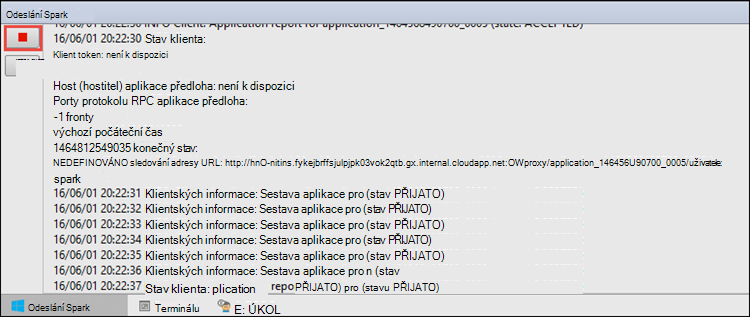 Odeslání Spark
16/06/01 20:22:30 INFO Client: Application report for application_1464566490700_0005 (state: ACCEPTED)
16/06/01 20:22:30 Stav klienta:
Klient token: není k dispozici
Host (hostitel) aplikace předloha: není k dispozici
Porty protokolu RPC aplikace předloha:
-1 fronty
výchozí počáteční čas
1464812549035 konečný stav:
NEDEFINOVÁNO sledování adresy URL: http://hnO-nitins.fykejbrffsjulpjpk03vok2qtb.gx.internal.cloudapp.net:OWproxy/application_146456U90700_0005/uživatele:
spark
16/06/01 20:22:31 Klientských informace: Sestava aplikace pro (stav PŘIJATO)
16/06/01 20:22:32 Klientských informace: Sestava aplikace pro (stav PŘIJATO)
16/06/01 20:22:33 Klientských informace: Sestava aplikace pro (stav PŘIJATO)
16/06/01 20:22:34 Klientských informace: Sestava aplikace pro (stav PŘIJATO)
16/06/01 20:22:35 Klientských informace: Sestava aplikace pro (stav PŘIJATO)
16/06/01 20:22:36 Klientských informace: Sestava aplikace pro n (stav
16/06/01 20:22:37 Stav klienta: plication repo PŘIJATO) pro (stavu PŘIJATO)
Odeslání Spark Terminálu E: ÚKOL